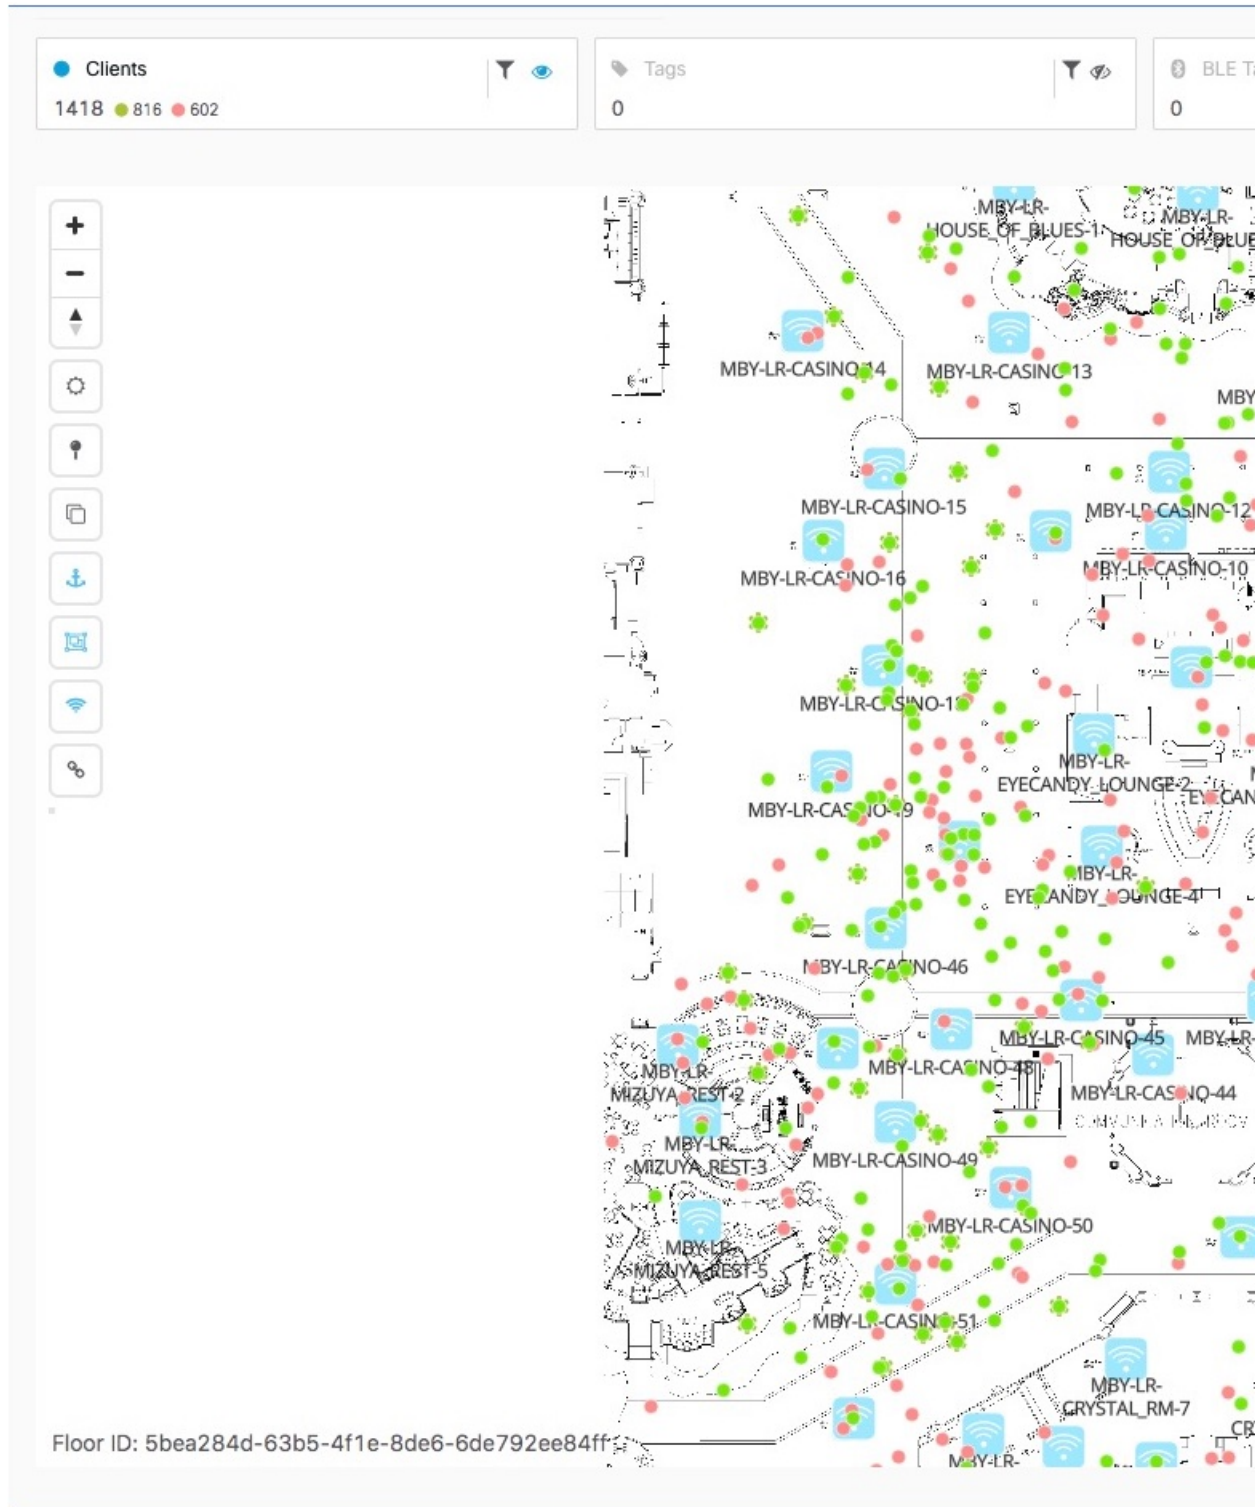 Clients
1418 816 602
Tags
0
BLE Ta
0
MBY-LR-
HOUSE_OF_BLUES-1
MBY-LR-
HOUSE_OF_BLUE
MBY-LR-CASINO-14
MBY-LR-CASINO-13
MBY
MBY-LR-CASINO-15
MBY-LR-CASINO-12
MBY-LR-CASINO-16
MBY-LR-CASINO-10
MBY-LR-CASINO-18
MBY-LR-
EYECANDY_LOUNGE-2
EYECAN
MBY-LR-CASINO-19
MBY-LR-
EYECANDY_LOUNGE-4
MBY-LR-CASINO-46
MBY-LR-CASINO-45
MBY-LR-
MBY-LR-CASINO-48
MBY-LR-
MIZUYA_REST-2
MBY-LR-CASINO-44
MBY-LR-
MIZUYA_REST-3
MBY-LR-CASINO-49
MBY-LR-CASINO-50
MBY-LR-
MIZUYA_REST-5
MBY-LR-CASINO-51
MBY-LR-
CRYSTAL_RM-7
CR
Floor ID: 5bea284d-63b5-4f1e-8de6-6de792ee84ff
MBY-LR-